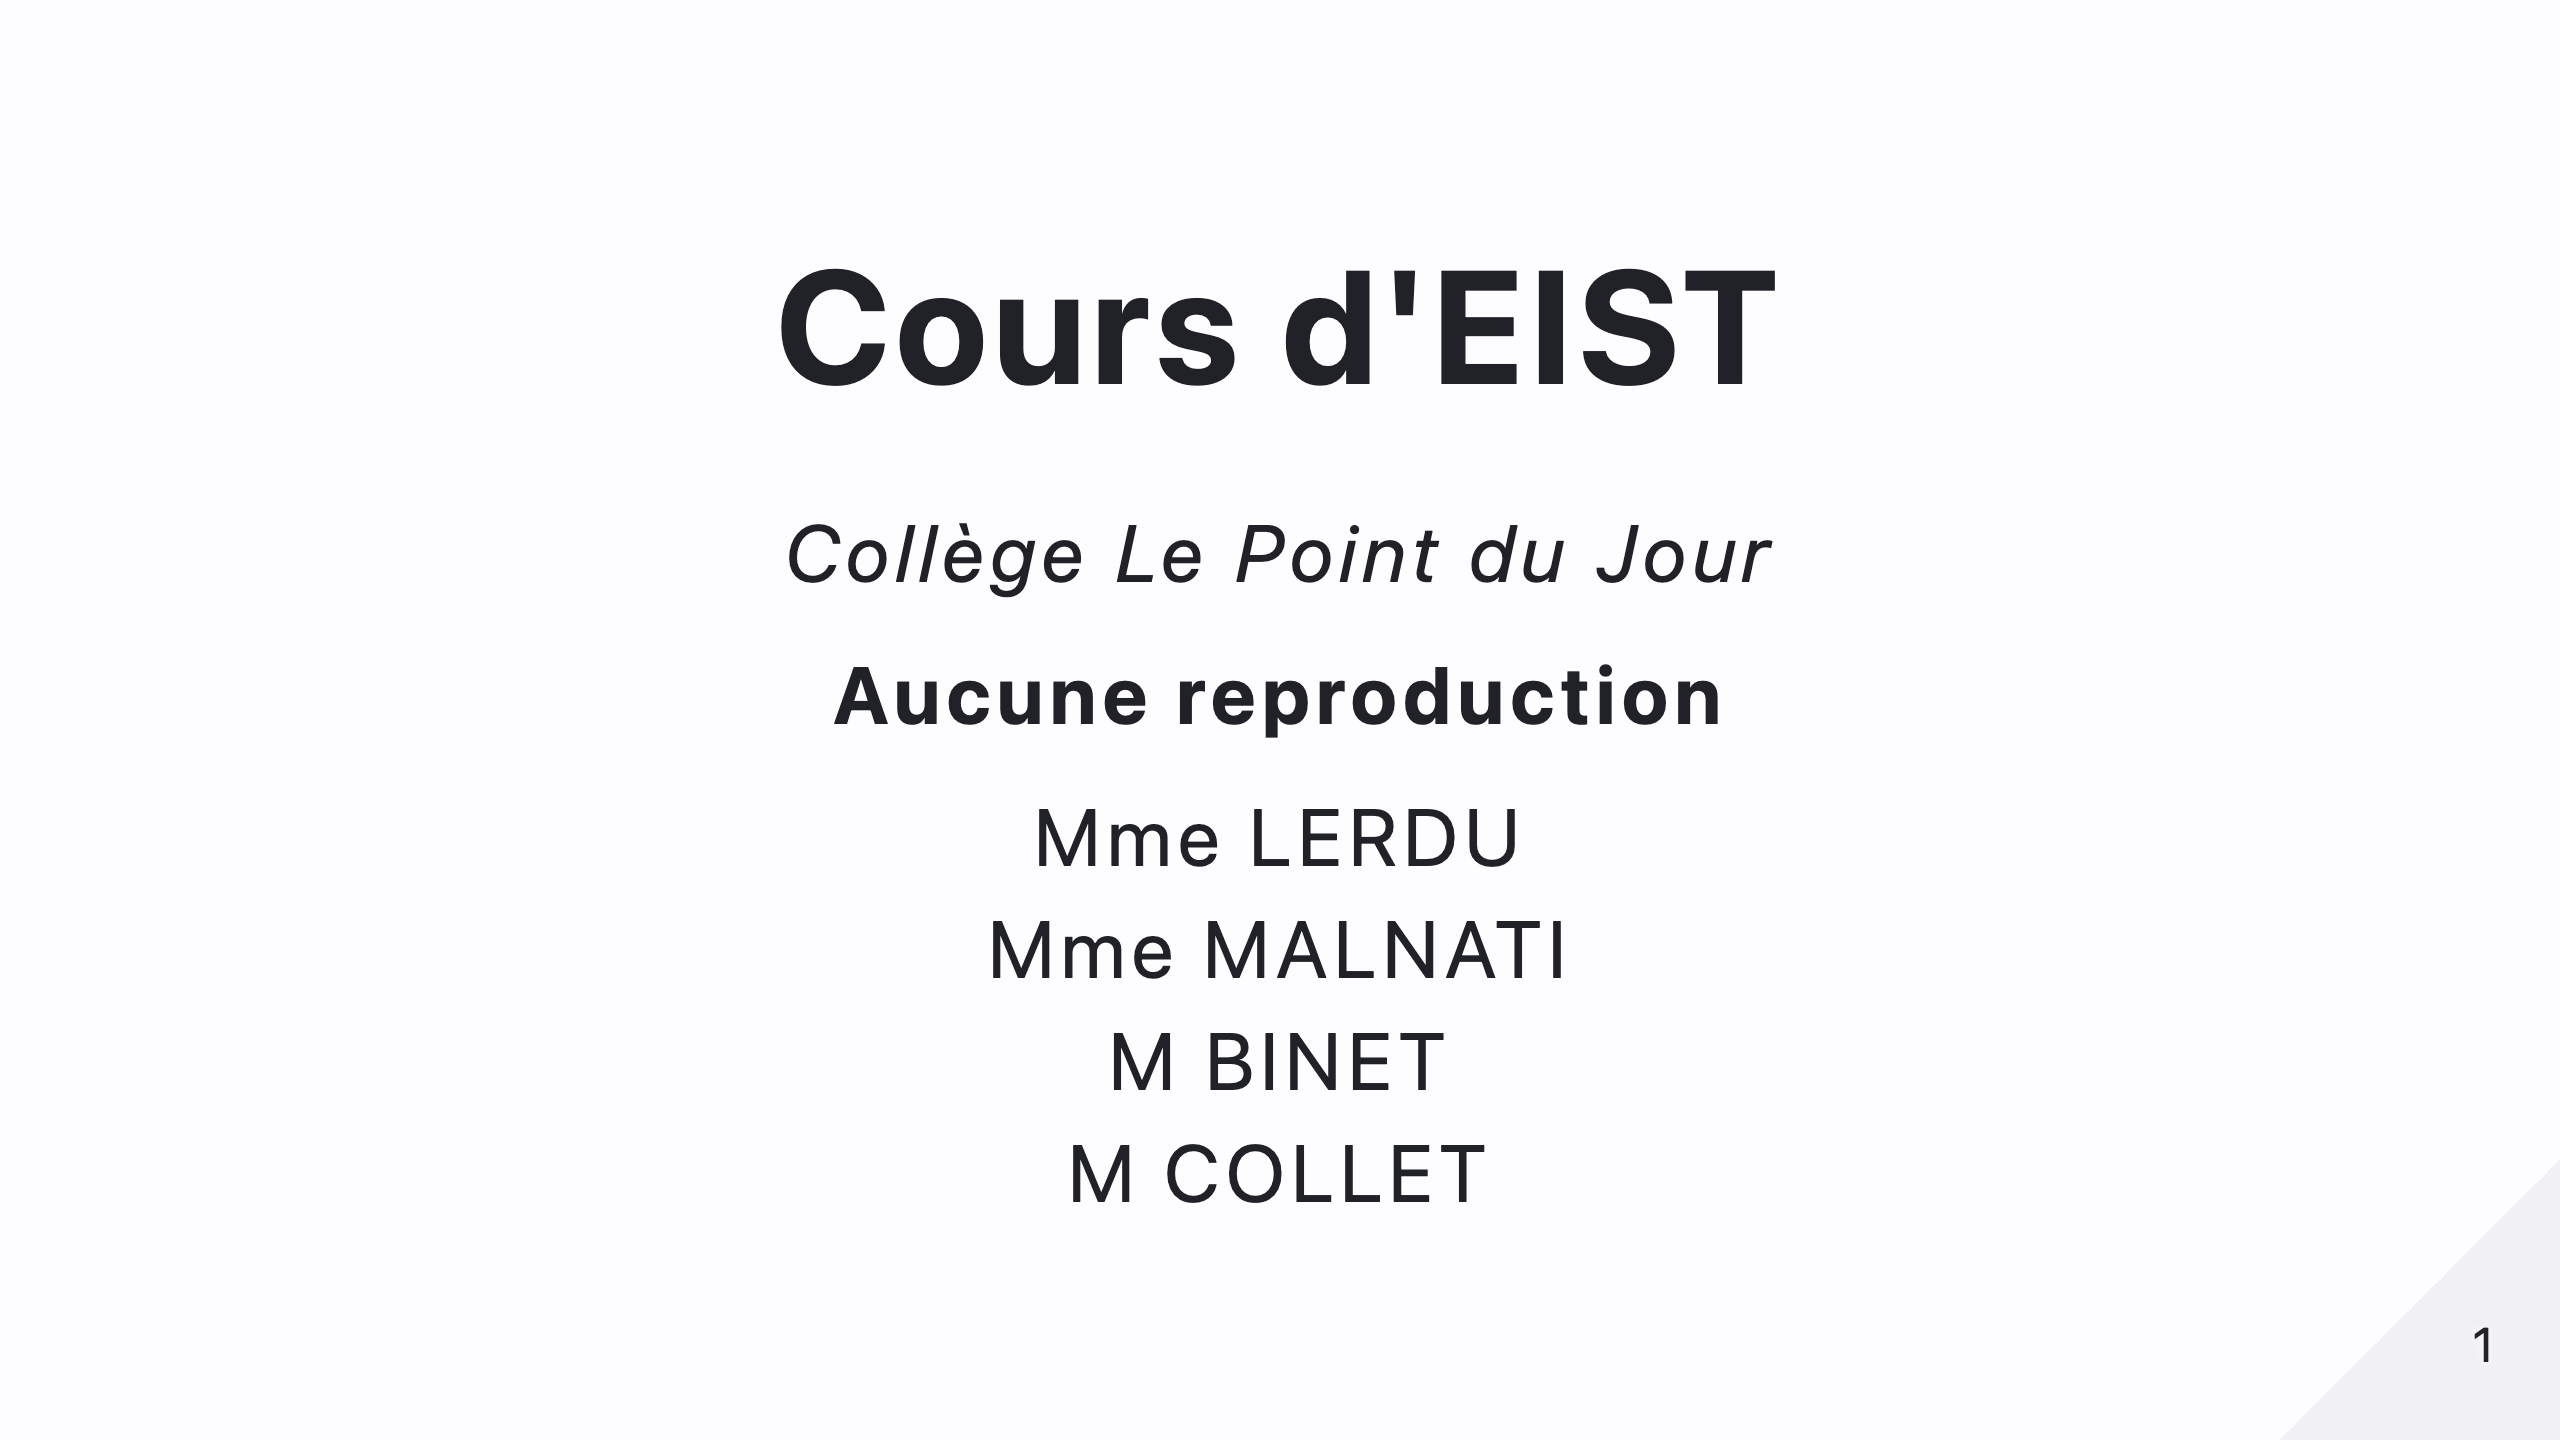 Cours d'EIST
Collège Le Point du Jour
Aucune reproduction
Mme LERDU
Mme MALNATI
M BINET
M COLLET
1